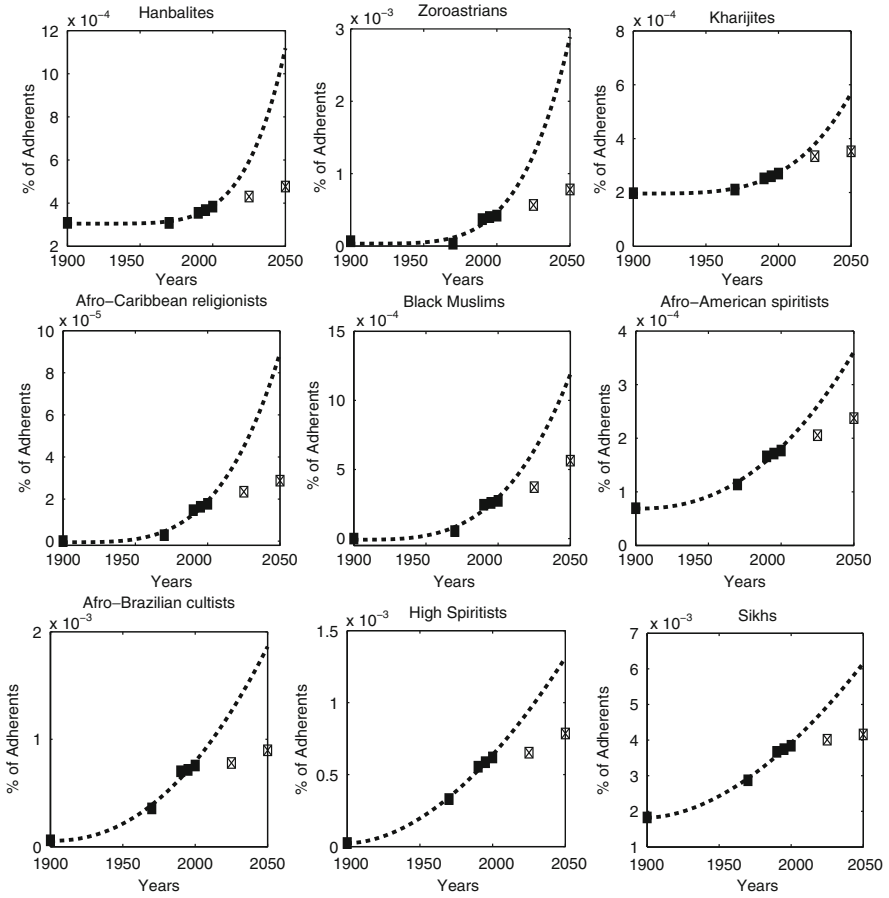 Hanbalites
x 10⁻⁴
12
10
8
6
4
2
% of Adherents
1900 1950 2000 2050
Years
Zoroastrians
x 10⁻³
3
2
1
0
% of Adherents
1900 1950 2000 2050
Years
Kharijites
x 10⁻⁴
8
6
4
2
0
% of Adherents
1900 1950 2000 2050
Years
Afro−Caribbean religionists
x 10⁻⁵
10
8
6
4
2
0
% of Adherents
1900 1950 2000 2050
Years
Black Muslims
x 10⁻⁴
15
10
5
0
% of Adherents
1900 1950 2000 2050
Years
Afro−American spiritists
x 10⁻⁴
4
3
2
1
0
% of Adherents
1900 1950 2000 2050
Years
Afro−Brazilian cultists
x 10⁻³
2
1
0
% of Adherents
1900 1950 2000 2050
Years
High Spiritists
x 10⁻³
1.5
1
0.5
0
% of Adherents
1900 1950 2000 2050
Years
Sikhs
x 10⁻³
7
6
5
4
3
2
1
% of Adherents
1900 1950 2000 2050
Years